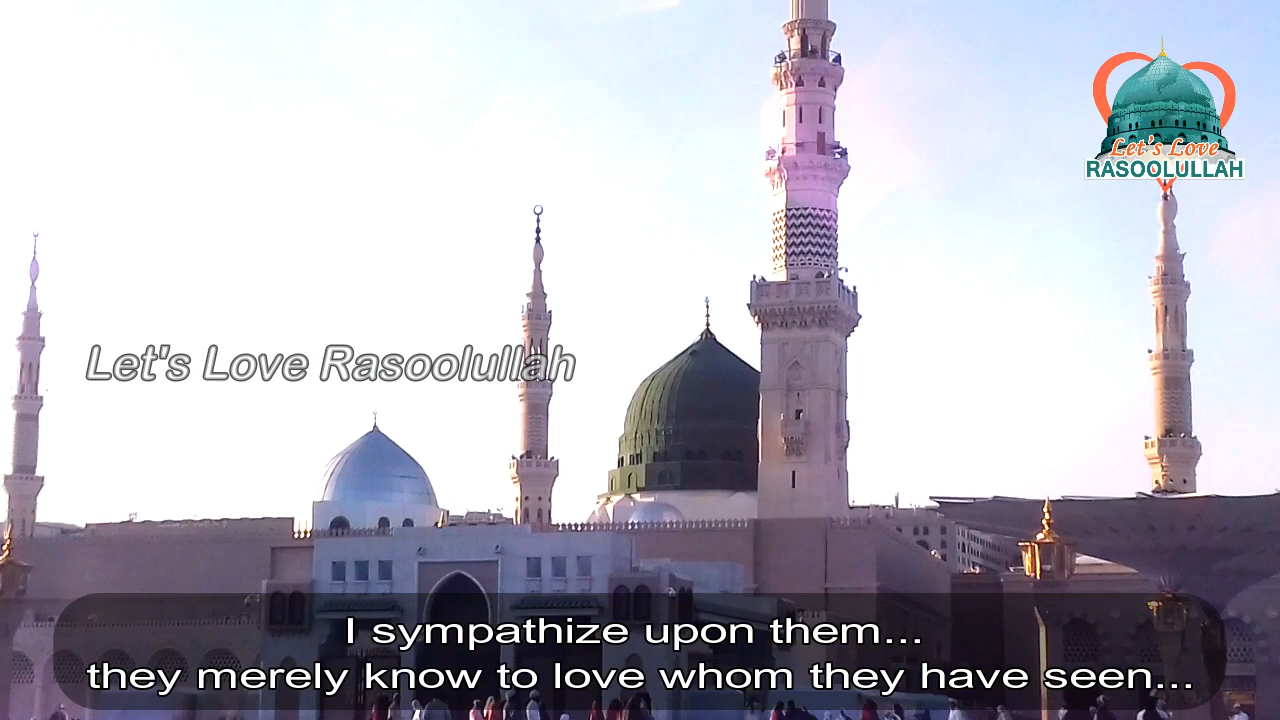 Let's Love
RASOOLULLAH
Let's Love Rasoolullah
I sympathize upon them...
they merely know to love whom they have seen...